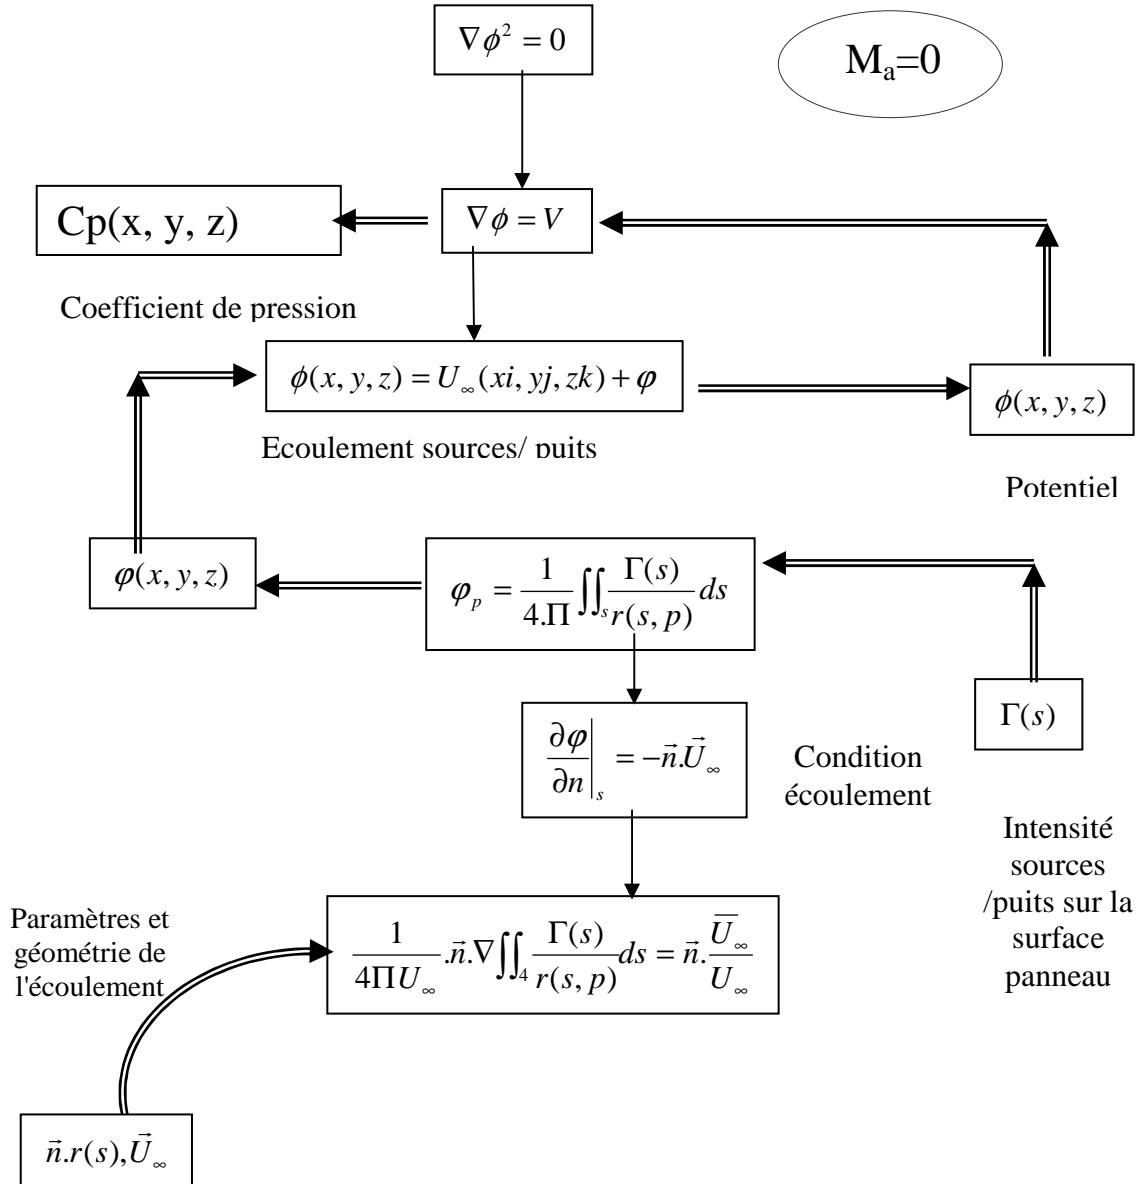 ∇ϕ² = 0
Mₐ=0
Cp(x, y, z)
∇ϕ = V
Coefficient de pression
ϕ(x, y, z) = U∞(xi, yj, zk) + φ
ϕ(x, y, z)
Ecoulement sources/ puits
Potentiel
φ(x, y, z)
φₚ = 1/4.Π ∬ₛ Γ(s)/r(s, p) ds
Γ(s)
∂φ/∂n|ₛ = −n⃗.U⃗∞
Condition
écoulement
Intensité
sources
/puits sur la
surface
panneau
Paramètres et
géométrie de
l'écoulement
1/4ΠU∞ .n⃗.∇∬₄ Γ(s)/r(s, p) ds = n⃗. U̅∞/U∞
n⃗.r(s),U⃗∞